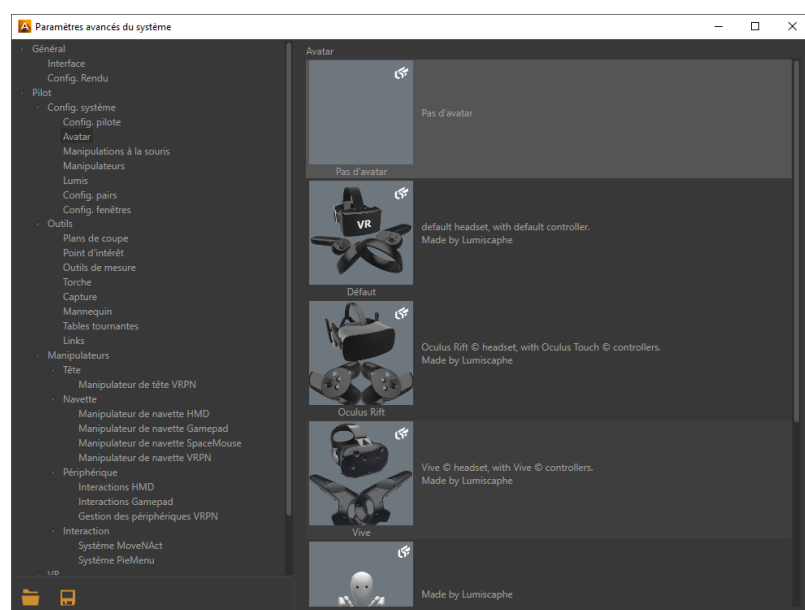 Paramètres avancés du système
Général
Interface
Config. Rendu
Pilot
Config. système
Config. pilote
Avatar
Manipulations à la souris
Manipulateurs
Lumis
Config. pairs
Config. fenêtres
Outils
Plans de coupe
Point d'intérêt
Outils de mesure
Torche
Capture
Mannequin
Tables tournantes
Links
Manipulateurs
Tête
Manipulateur de tête VRPN
Navette
Manipulateur de navette HMD
Manipulateur de navette Gamepad
Manipulateur de navette SpaceMouse
Manipulateur de navette VRPN
Périphérique
Interactions HMD
Interactions Gamepad
Gestion des périphériques VRPN
Interaction
Système MoveNAct
Système PieMenu
VR
Avatar
Pas d'avatar
Pas d'avatar
VR
default headset, with default controller.
Made by Lumiscaphe
Défaut
Oculus Rift © headset, with Oculus Touch © controllers.
Made by Lumiscaphe
Oculus Rift
Vive © headset, with Vive © controllers.
Made by Lumiscaphe
Vive
Made by Lumiscaphe